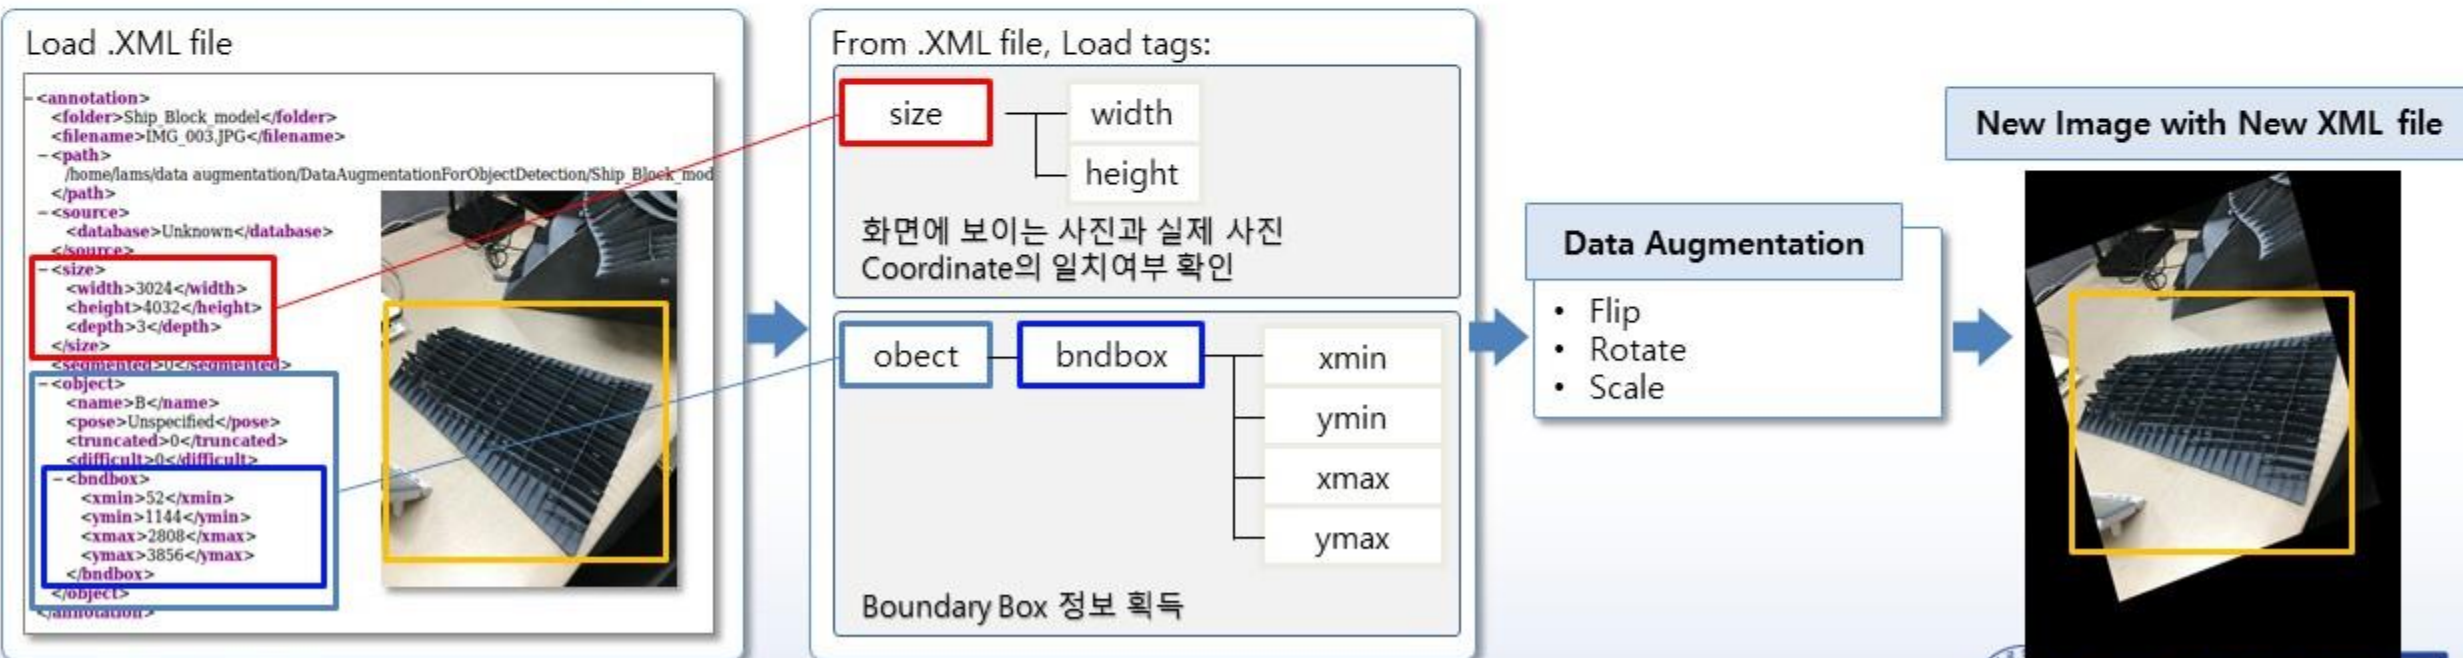 Load .XML file
−<annotation>
<folder>Ship_Block_model</folder>
<filename>IMG_003.JPG</filename>
−<path>
/home/lams/data augmentation/DataAugmentationForObjectDetection/Ship_Block_mod
</path>
−<source>
<database>Unknown</database>
</source>
−<size>
<width>3024</width>
<height>4032</height>
<depth>3</depth>
</size>
<segmented>0</segmented>
−<object>
<name>B</name>
<pose>Unspecified</pose>
<truncated>0</truncated>
<difficult>0</difficult>
−<bndbox>
<xmin>52</xmin>
<ymin>1144</ymin>
<xmax>2808</xmax>
<ymax>3856</ymax>
</bndbox>
</object>
</annotation>
From .XML file, Load tags:
size
width
height
화면에 보이는 사진과 실제 사진
Coordinate의 일치여부 확인
obect
bndbox
xmin
ymin
xmax
ymax
Boundary Box 정보 획득
Data Augmentation
• Flip
• Rotate
• Scale
New Image with New XML file